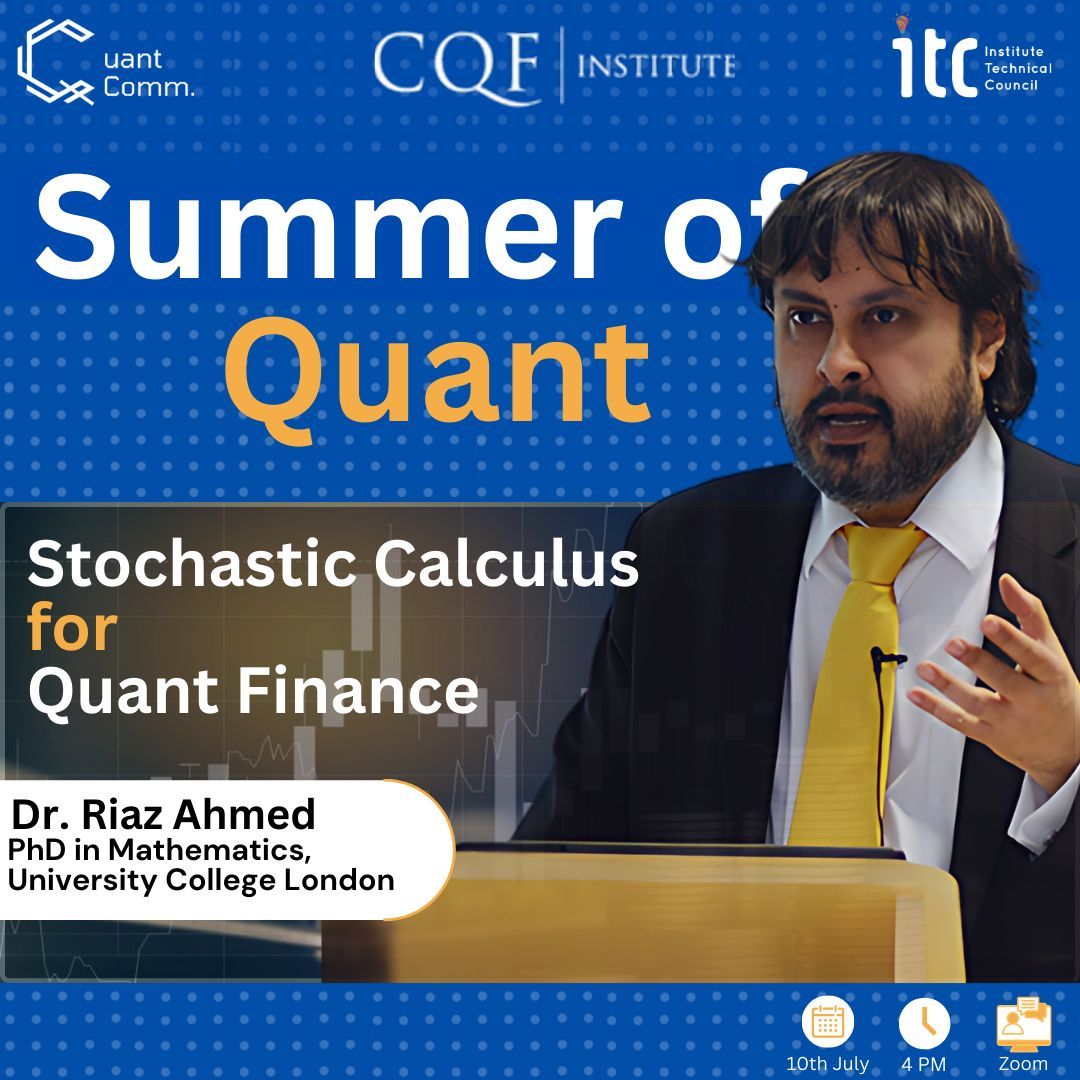 uant
Comm.
CQF INSTITUTE
itc
Institute
Technical
Council
Summer of
Quant
Stochastic Calculus
for
Quant Finance
Dr. Riaz Ahmed
PhD in Mathematics,
University College London
10th July
4 PM
Zoom